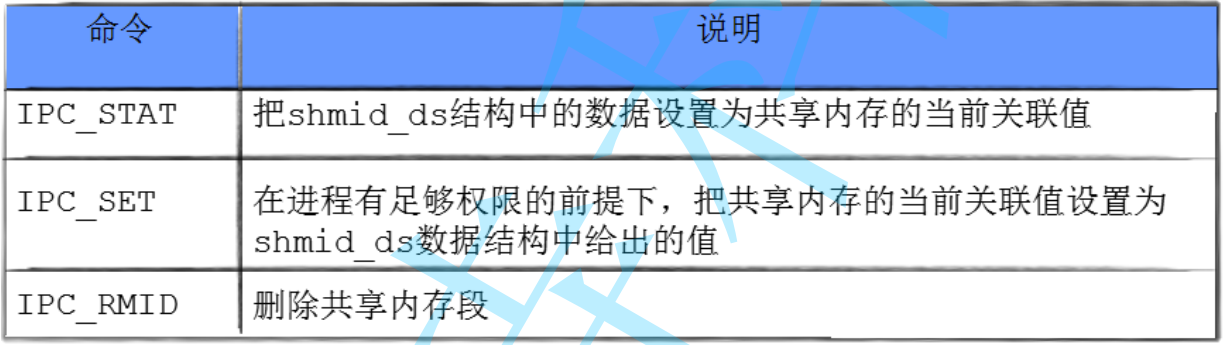 命令 说明
IPC_STAT 把shmid_ds结构中的数据设置为共享内存的当前关联值
IPC_SET 在进程有足够权限的前提下，把共享内存的当前关联值设置为
shmid_ds数据结构中给出的值
IPC_RMID 删除共享内存段